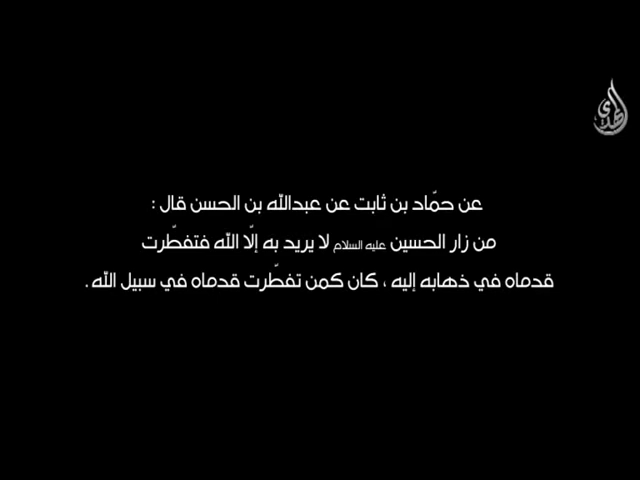 الهدى
عن حمّاد بن ثابت عن عبدالله بن الحسن قال :
من زار الحسين عليه السلام لا يريد به إلّا الله فتفطّرت
قدماه في ذهابه إليه ، كان كمن تفطّرت قدماه في سبيل الله .